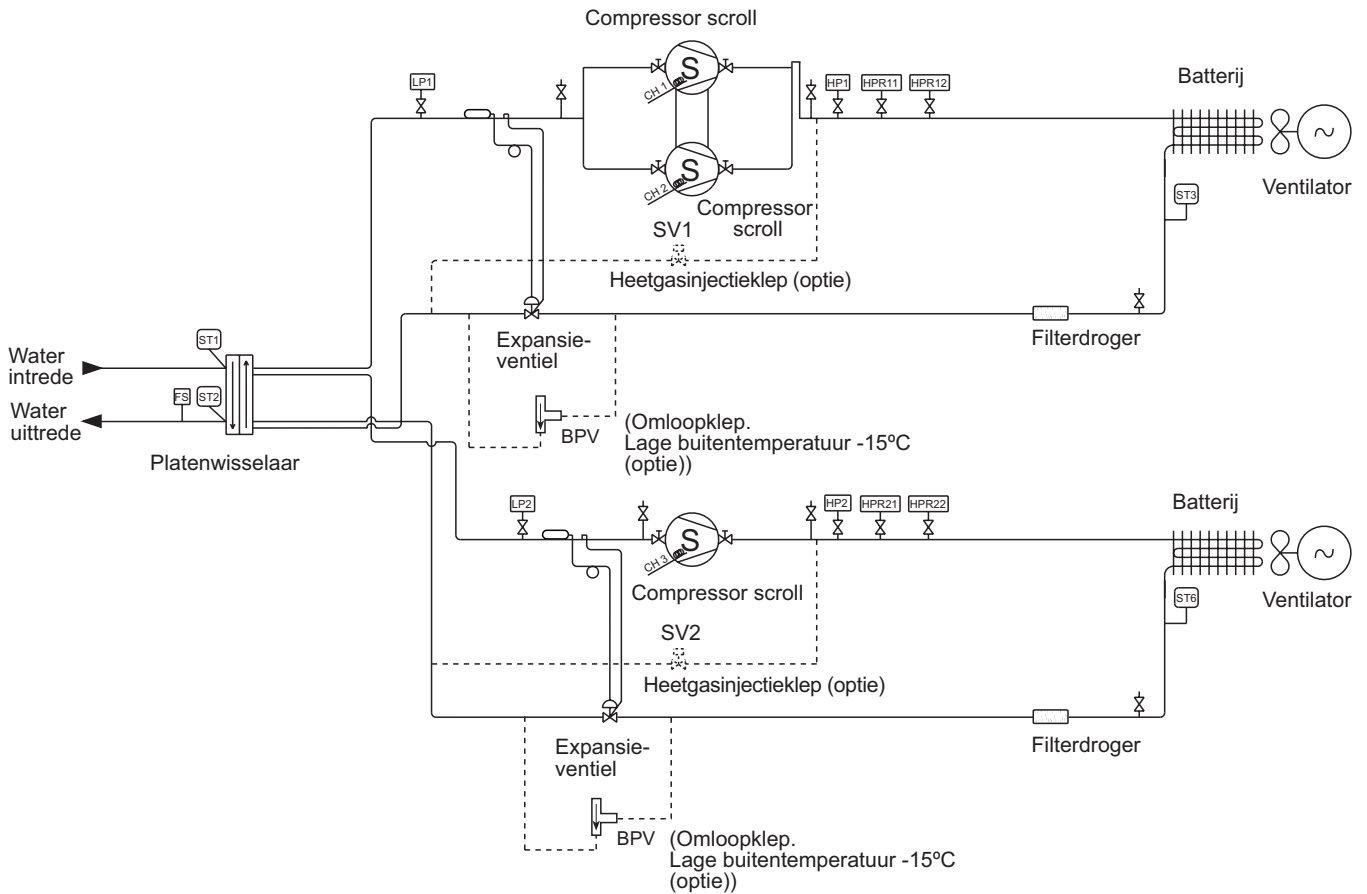 Compressor scroll
LP1
CH 1
S
HP1
HPR11
HPR12
Batterij
CH 2
S
Compressor
scroll
Ventilator
ST3
SV1
Heetgasinjectieklep (optie)
Expansie-
ventiel
Filterdroger
Water
intrede
ST1
Water
uittrede
FS
ST2
Platenwisselaar
BPV
(Omloopklep.
Lage buitentemperatuur -15ºC
(optie))
LP2
CH 3
S
Compressor scroll
HP2
HPR21
HPR22
Batterij
Ventilator
ST6
SV2
Heetgasinjectieklep (optie)
Expansie-
ventiel
Filterdroger
BPV
(Omloopklep.
Lage buitentemperatuur -15ºC
(optie))